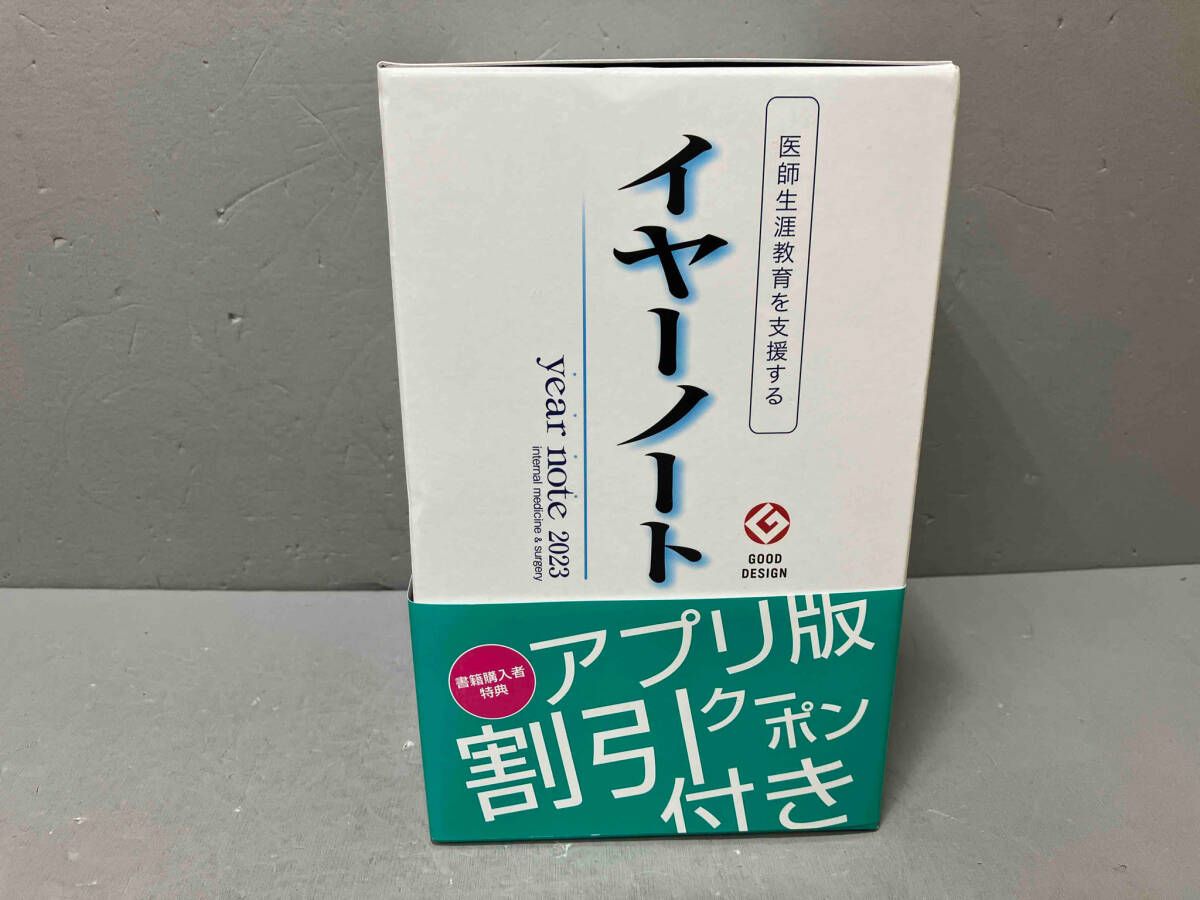 医師生涯教育を支援する
イヤーノート
year note 2023
internal medicine & surgery
GOOD
DESIGN
書籍購入者
特典
アプリ版
割引クーポン
付き